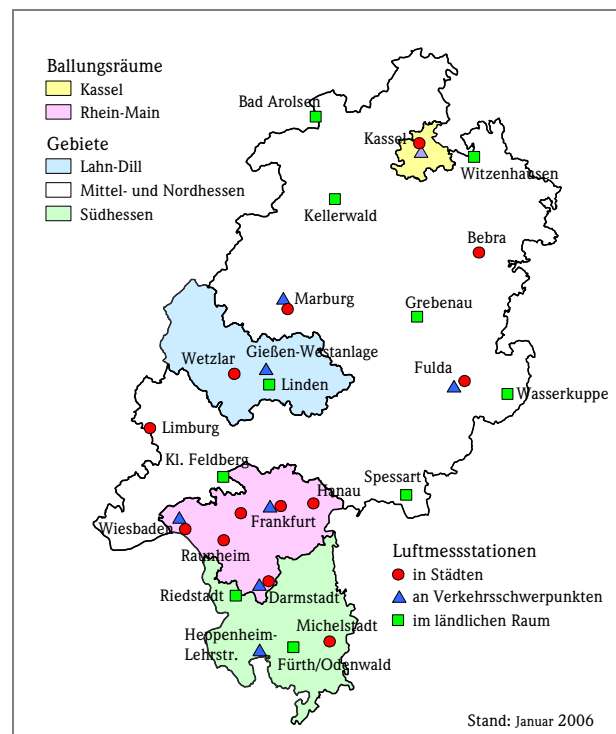 Ballungsräume
Kassel
Rhein-Main
Gebiete
Lahn-Dill
Mittel- und Nordhessen
Südhessen
Bad Arolsen
Kassel
Witzenhausen
Kellerwald
Bebra
Marburg
Grebenau
Gießen-Westanlage
Wetzlar
Linden
Fulda
Wasserkuppe
Limburg
Kl. Feldberg
Spessart
Hanau
Frankfurt
Wiesbaden
Raunheim
Luftmessstationen
in Städten
an Verkehrsschwerpunkten
im ländlichen Raum
Riedstadt
Darmstadt
Michelstadt
Heppenheim-
Lehrstr.
Fürth/Odenwald
Stand: Januar 2006